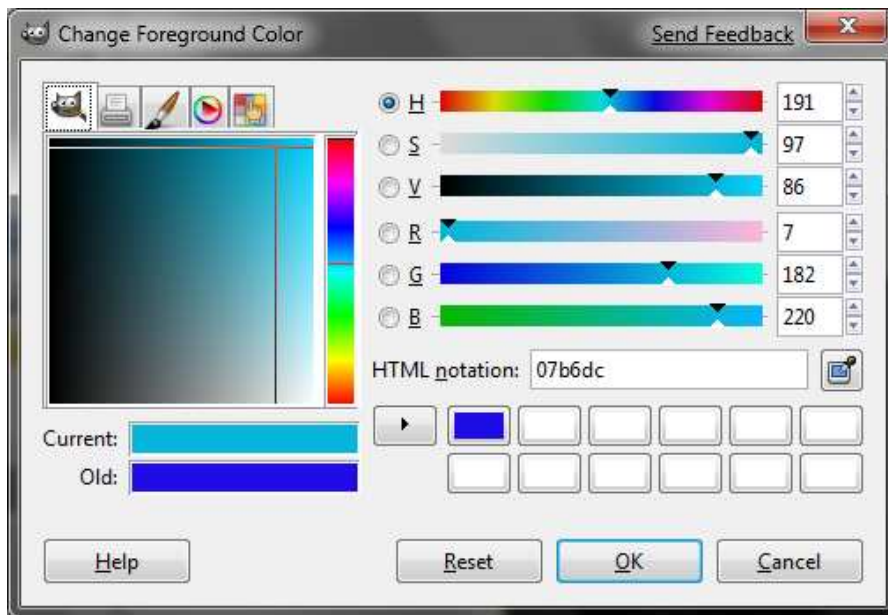 Change Foreground Color
Send Feedback
H 191
S 97
V 86
R 7
G 182
B 220
HTML notation: 07b6dc
Current:
Old:
Help Reset OK Cancel